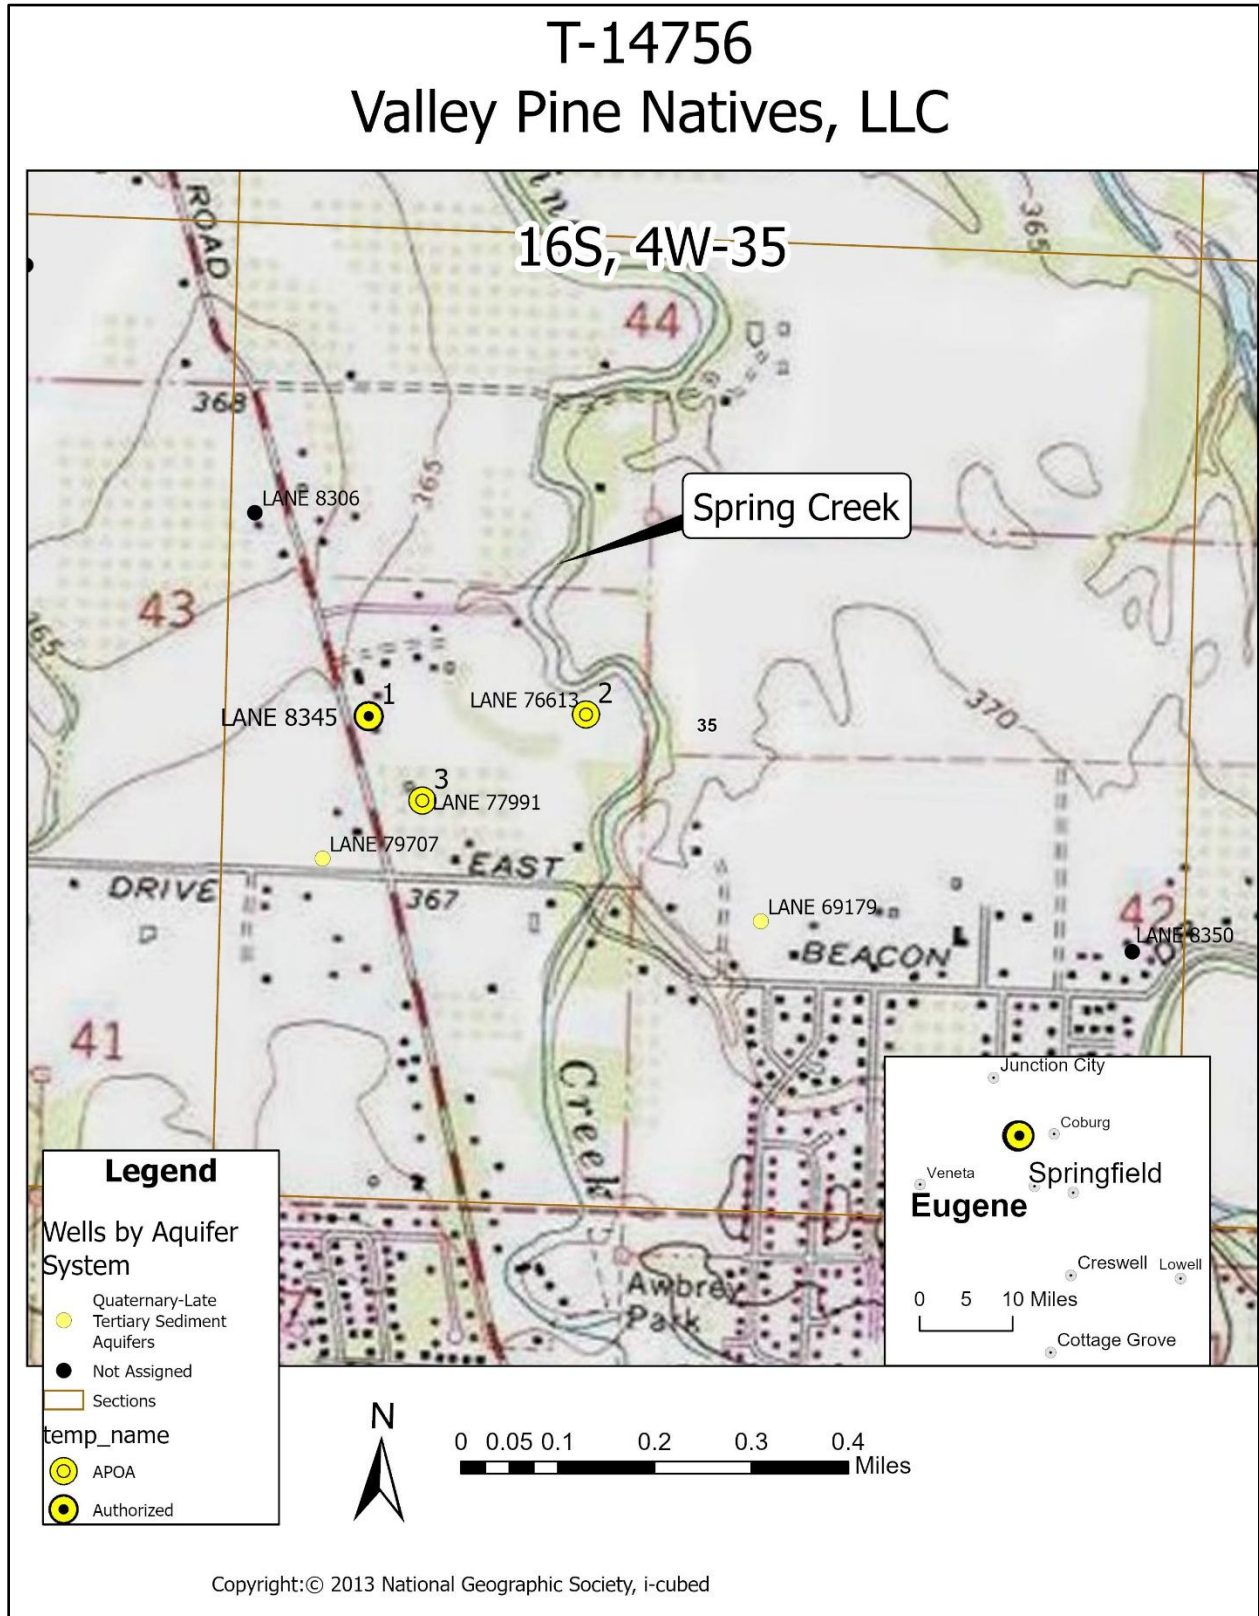 T-14756
Valley Pine Natives, LLC
ROAD
16S, 4W-35
365
44
368
LANE 8306
365
Spring Creek
43
365
LANE 76613
2
1
LANE 8345
35
370
3
LANE 77991
LANE 79707
EAST
DRIVE
367
LANE 69179
42
BEACON
LANE 8350
41
Creek
Awbrey
Park
Junction City
Coburg
Veneta
Springfield
Eugene
Creswell
Lowell
0 5 10 Miles
Cottage Grove
Legend
Wells by Aquifer
System
Quaternary-Late
Tertiary Sediment
Aquifers
Not Assigned
Sections
temp_name
APOA
Authorized
N
0 0.05 0.1 0.2 0.3 0.4
Miles
Copyright:© 2013 National Geographic Society, i-cubed